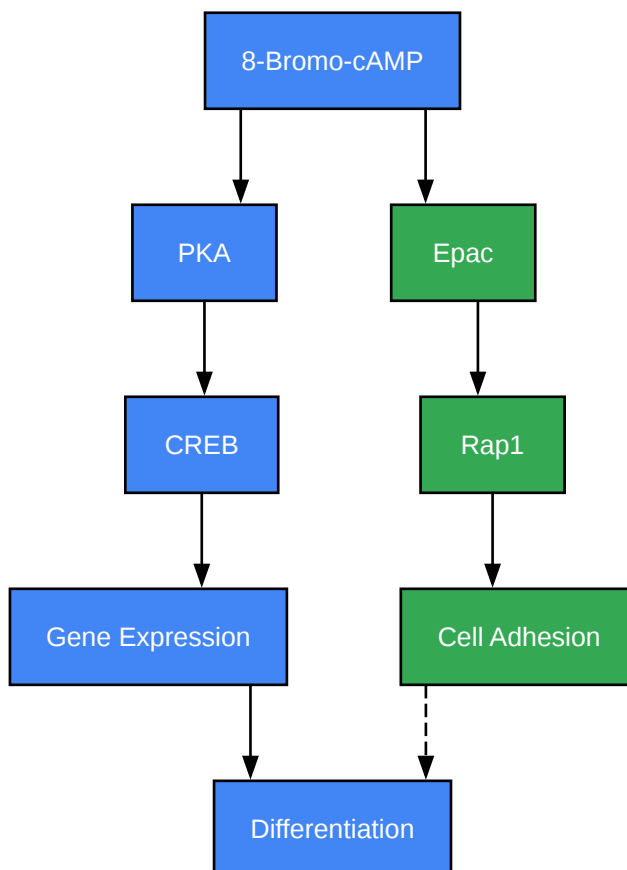 8-Bromo-cAMP
PKA
Epac
CREB
Rap1
Gene Expression
Cell Adhesion
Differentiation